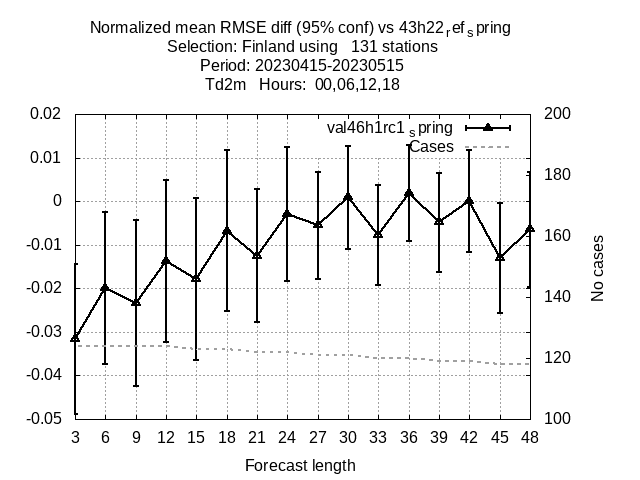 Normalized mean RMSE diff (95% conf) vs 43h22refspring
Selection: Finland using 131 stations
Period: 20230415-20230515
Td2m Hours: 00,06,12,18
0.02 200
val46h1rc1spring
Cases
0.01 180
0
-0.01 160
-0.02 140
-0.03
-0.04 120
-0.05 100
No cases
3 6 9 12 15 18 21 24 27 30 33 36 39 42 45 48
Forecast length